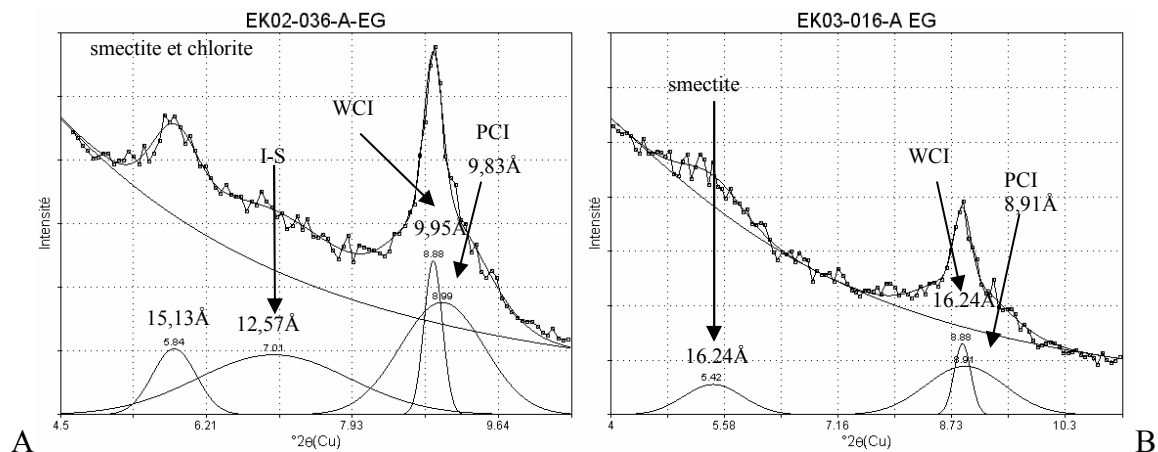 EK02-036-A-EG
smectite et chlorite
WCI
PCI
9,83Å
I-S
9,95Å
8.88
8.99
15,13Å
12,57Å
5.84
7.01
Intensité
4.5
6.21
7.93
9.64
°2θ(Cu)
A
EK03-016-A EG
smectite
WCI
PCI
8,91Å
16.24Å
8.88
8.91
16.24Å
5.42
Intensité
4
5.58
7.16
8.73
10.3
°2θ(Cu)
B